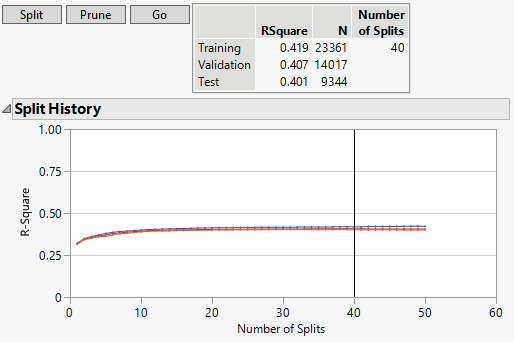 Split Prune Go
RSquare N Number of Splits
Training 0.419 23361 40
Validation 0.407 14017
Test 0.401 9344
Split History
1.00
0.75
0.50
0.25
0
R-Square
0 10 20 30 40 50 60
Number of Splits